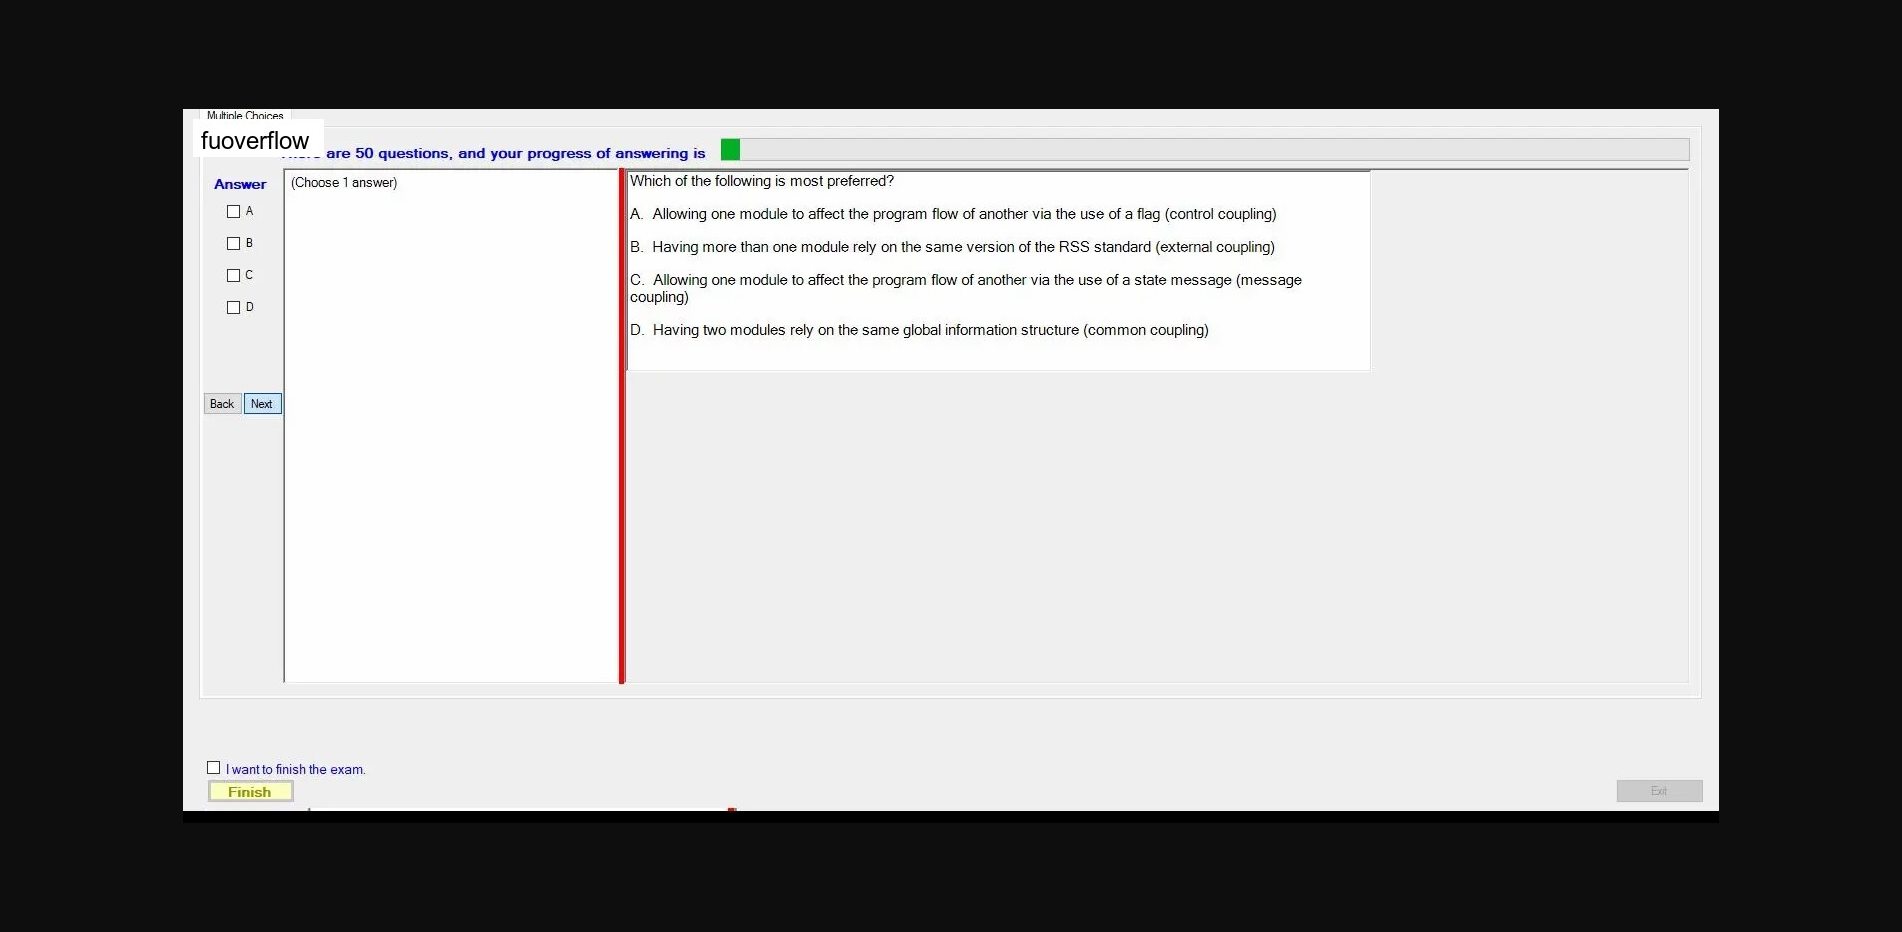 Multiple Choices
fuoverflow
are 50 questions, and your progress of answering is
Answer
(Choose 1 answer)
A
B
C
D
Back
Next
Which of the following is most preferred?
A. Allowing one module to affect the program flow of another via the use of a flag (control coupling)
B. Having more than one module rely on the same version of the RSS standard (external coupling)
C. Allowing one module to affect the program flow of another via the use of a state message (message
coupling)
D. Having two modules rely on the same global information structure (common coupling)
I want to finish the exam.
Finish
Exit